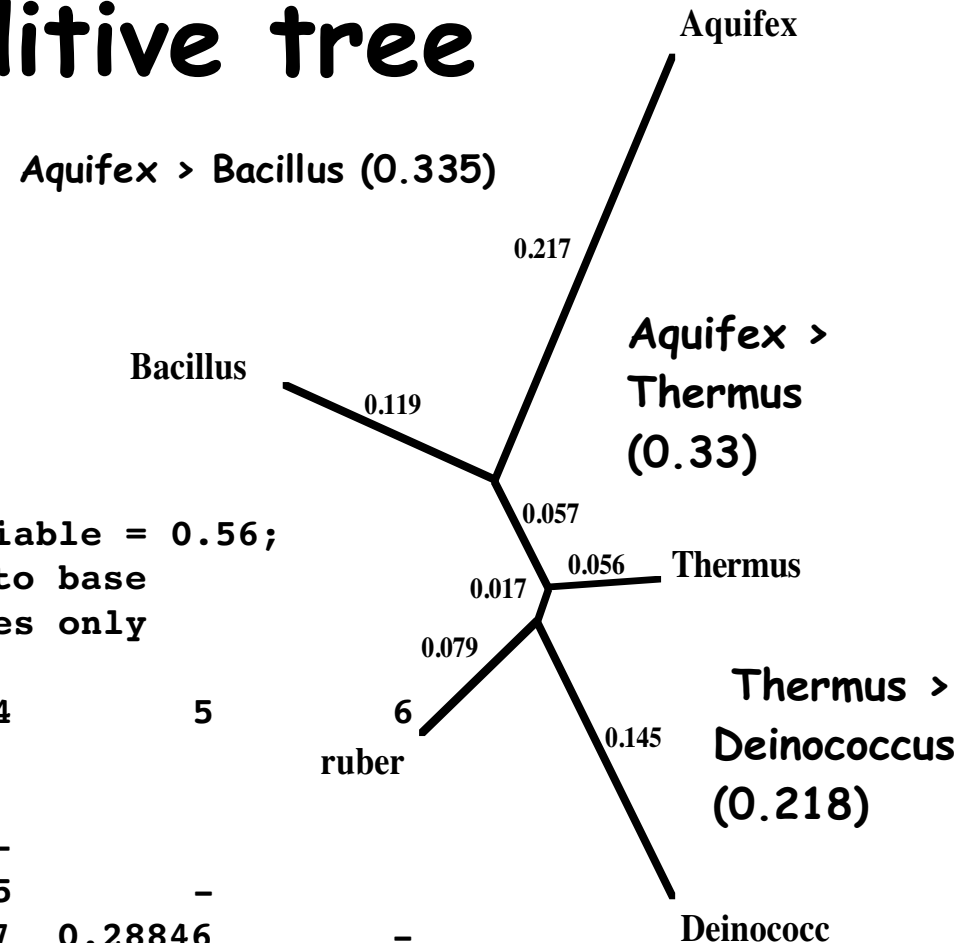 litive tree
Aquifex
Aquifex > Bacillus (0.335)
0.217
Aquifex >
Thermus
(0.33)
Bacillus
0.119
iable = 0.56;
to base
es only
0.057
0.056
Thermus
0.017
0.079
4 5 6
ruber
0.145
Thermus >
Deinococcus
(0.218)
-
5 -
7 0.28846 -
Deinococc